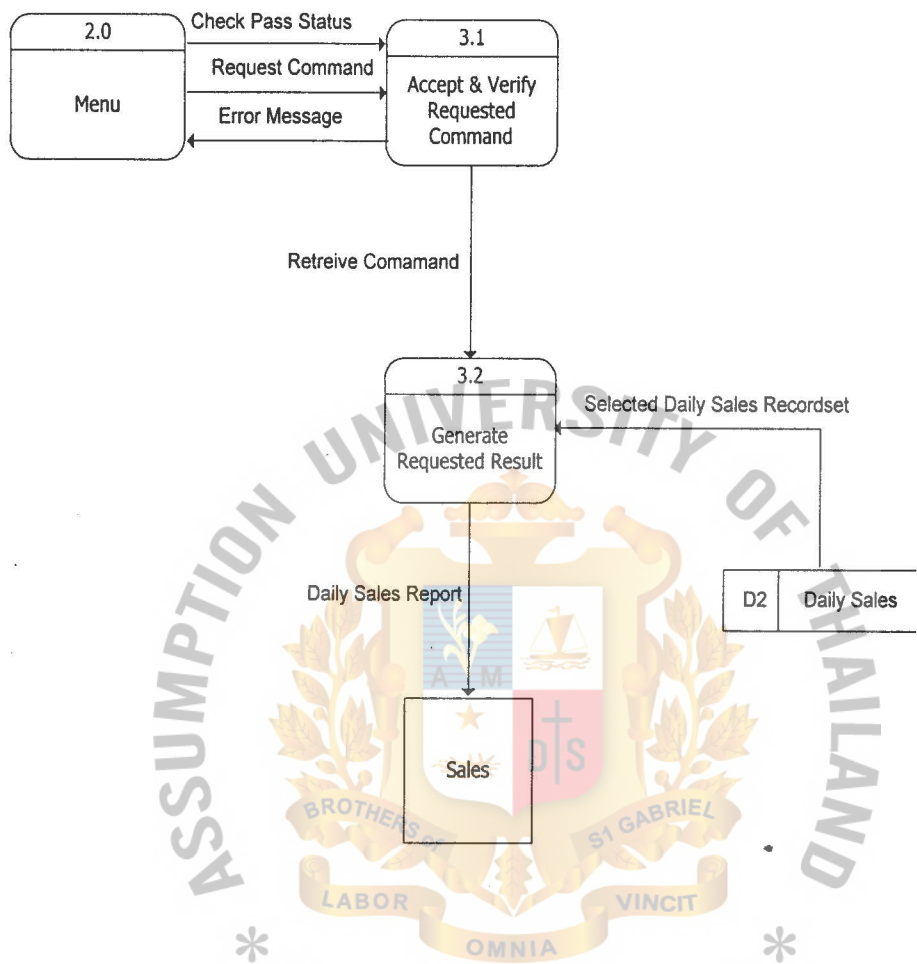 2.0
Menu
Check Pass Status
Request Command
Error Message
3.1
Accept & Verify
Requested
Command
Retreive Comamand
3.2
Generate
Requested Result
Selected Daily Sales Recordset
D2
Daily Sales
Daily Sales Report
Sales
ASSUMPTION UNIVERSITY OF THAILAND
A M
D S
BROTHERS OF
S1 GABRIEL
LABOR
OMNIA
VINCIT